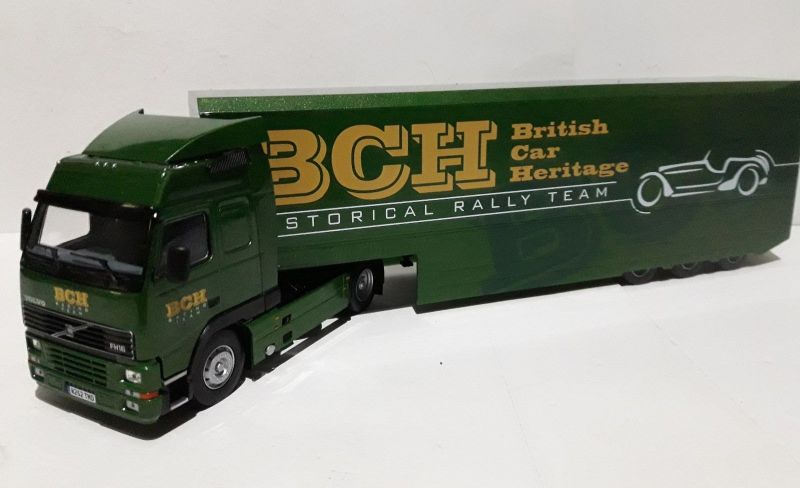 BCH
British
Car
Heritage
STORICAL RALLY TEAM
BCH
BCH
VOLVO
FH16